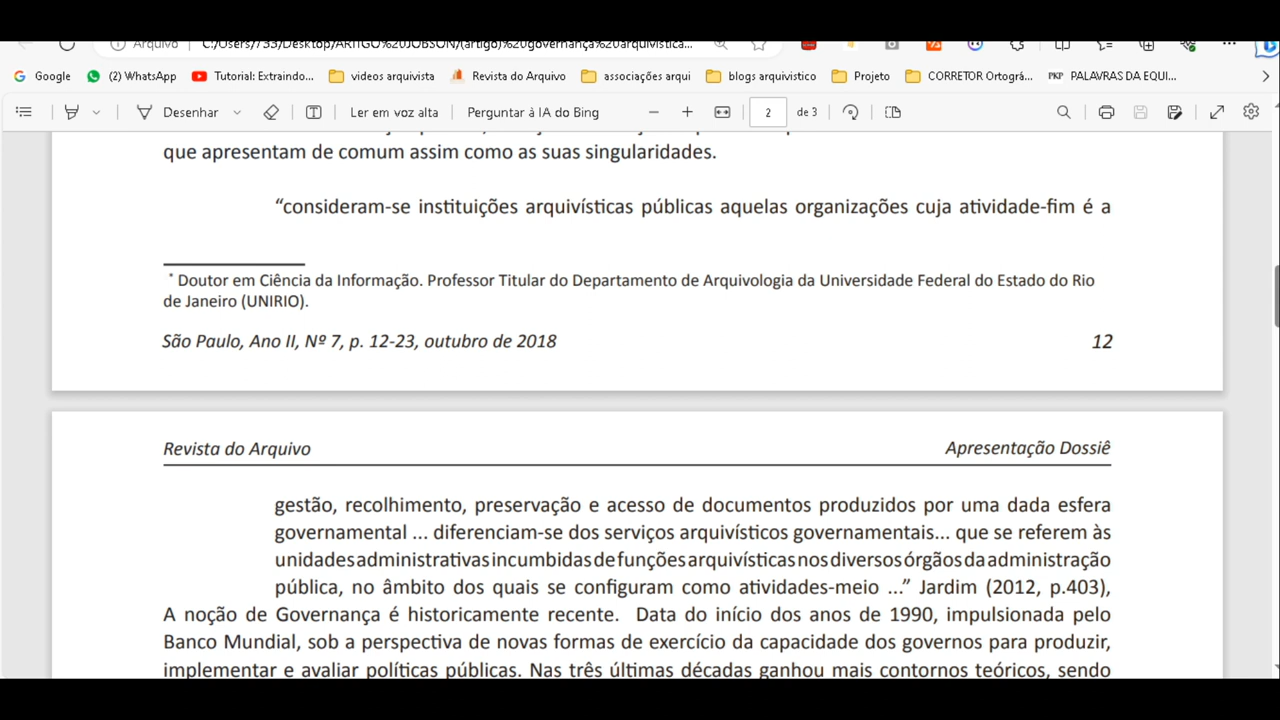 Arquivo
C:/Users/733/Desktop/ARTIGO%20JOBSON/(artigo)%20governança%20arquivistica...
Google (2) WhatsApp Tutorial: Extraindo... videos arquivista Revista do Arquivo associações arqui blogs arquivistico Projeto CORRETOR Ortográ... PKP PALAVRAS DA EQUI...
Desenhar Ler em voz alta Perguntar à IA do Bing 2 de 3
que apresentam de comum assim como as suas singularidades.
“consideram-se instituições arquivísticas públicas aquelas organizações cuja atividade-fim é a
* Doutor em Ciência da Informação. Professor Titular do Departamento de Arquivologia da Universidade Federal do Estado do Rio
de Janeiro (UNIRIO).
São Paulo, Ano II, Nº 7, p. 12-23, outubro de 2018 12
Revista do Arquivo Apresentação Dossiê
gestão, recolhimento, preservação e acesso de documentos produzidos por uma dada esfera
governamental ... diferenciam-se dos serviços arquivísticos governamentais... que se referem às
unidades administrativas incumbidas de funções arquivísticas nos diversos órgãos da administração
pública, no âmbito dos quais se configuram como atividades-meio ...” Jardim (2012, p.403),
A noção de Governança é historicamente recente. Data do início dos anos de 1990, impulsionada pelo
Banco Mundial, sob a perspectiva de novas formas de exercício da capacidade dos governos para produzir,
implementar e avaliar políticas públicas. Nas três últimas décadas ganhou mais contornos teóricos, sendo